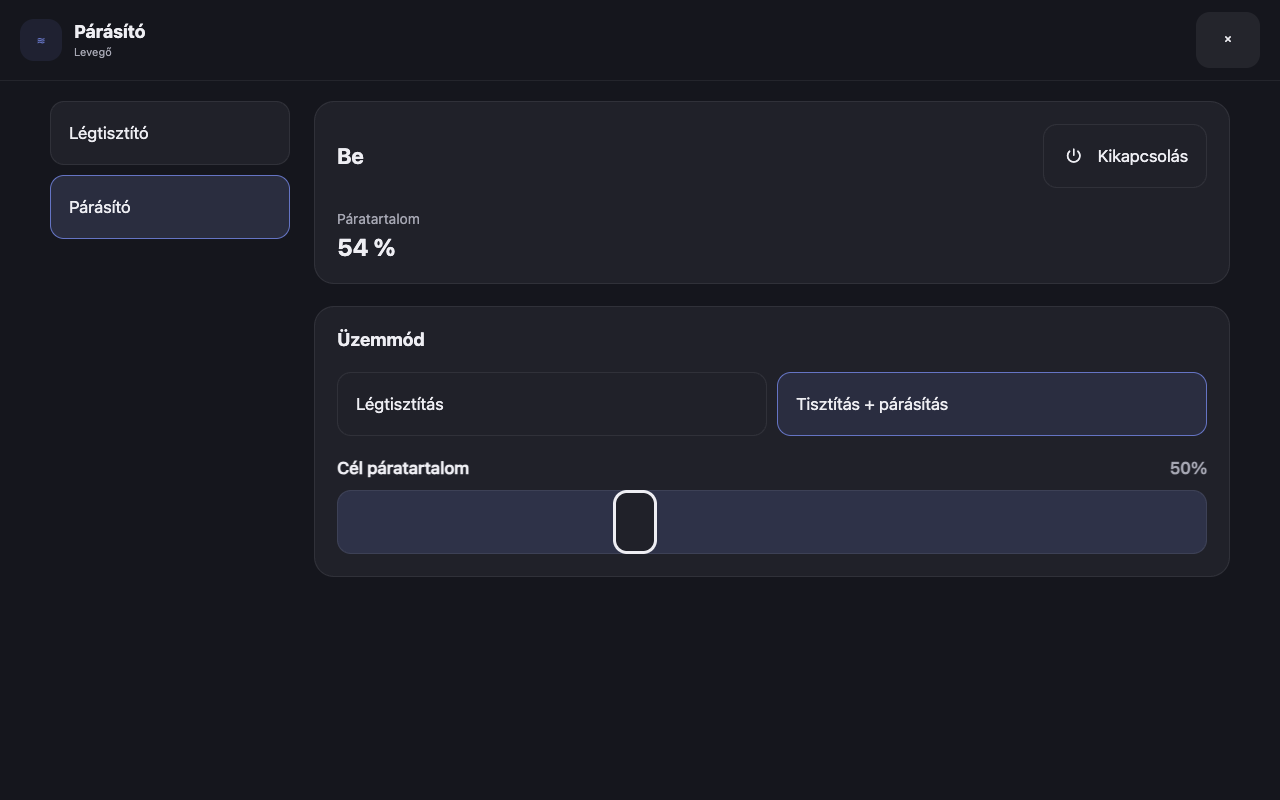 Párásító
Levegő
×
Légtisztító
Párásító
Be
Kikapcsolás
Páratartalom
54 %
Üzemmód
Légtisztítás
Tisztítás + párásítás
Cél páratartalom
50%